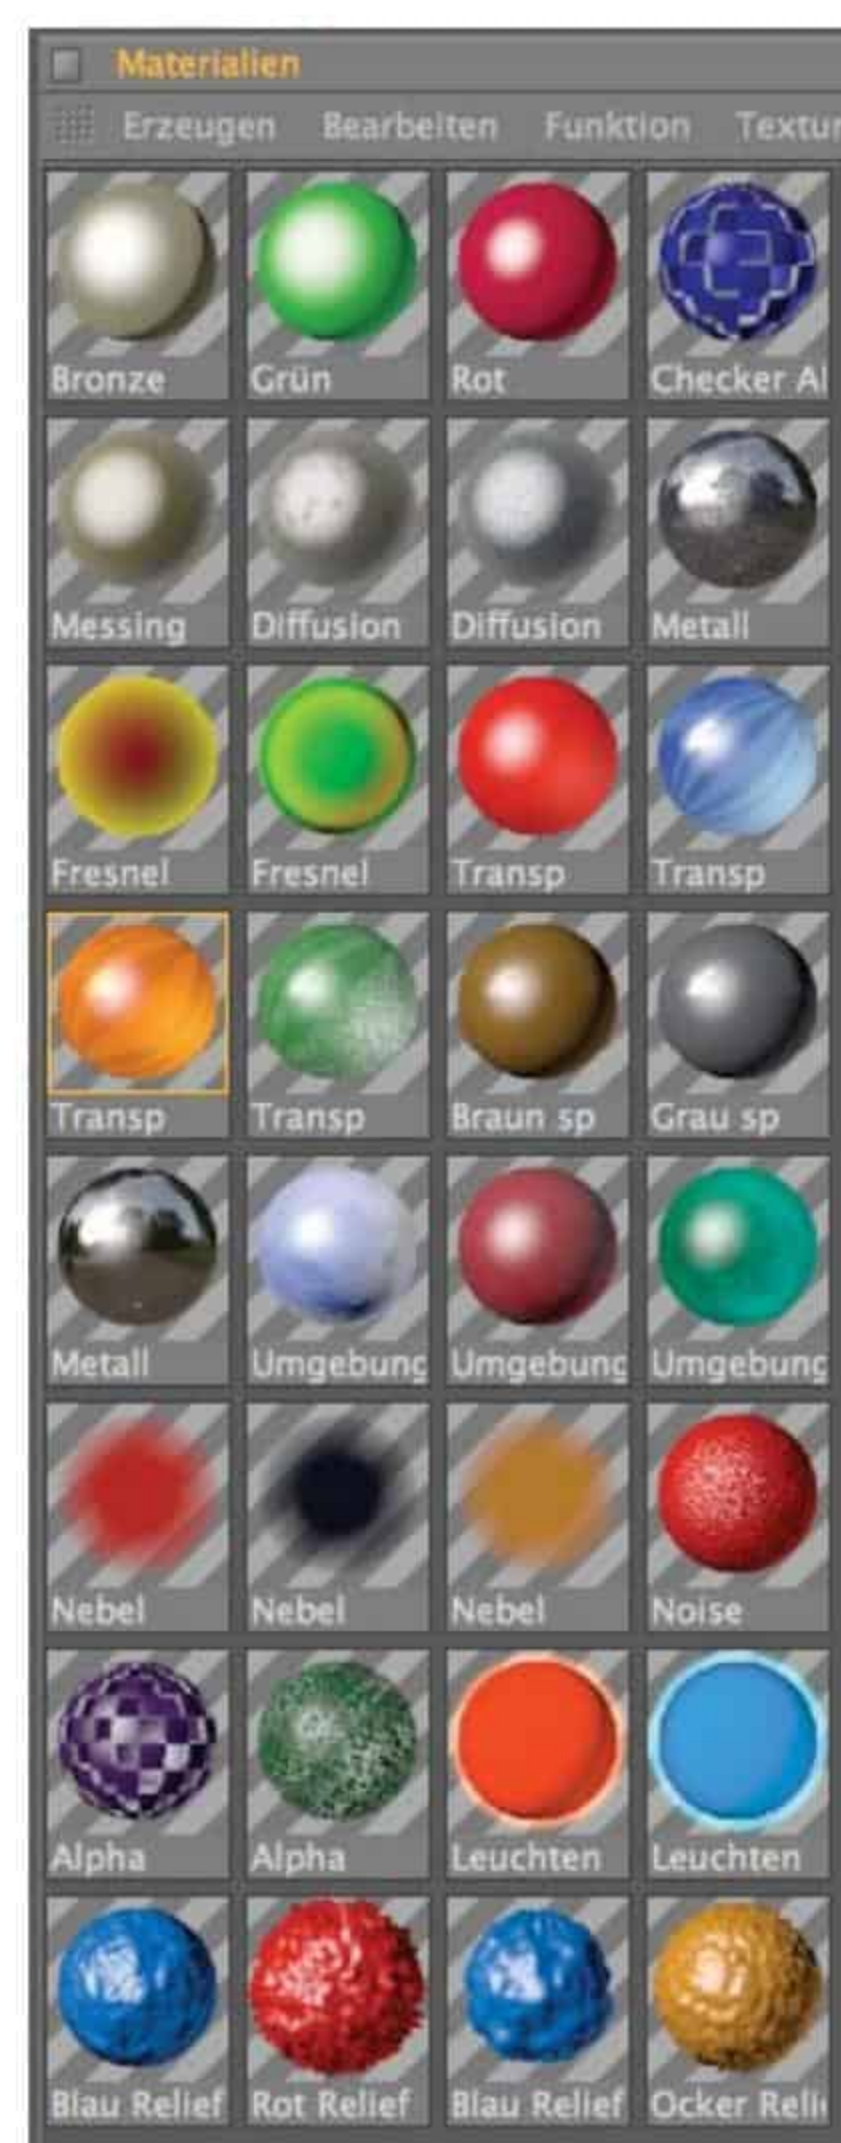 Materialien
Erzeugen Bearbeiten Funktion Textur
Bronze Grün Rot Checker Al
Messing Diffusion Diffusion Metall
Fresnel Fresnel Transp Transp
Transp Transp Braun sp Grau sp
Metall Umgebung Umgebung Umgebung
Nebel Nebel Nebel Noise
Alpha Alpha Leuchten Leuchten
Blau Relief Rot Relief Blau Relief Ocker Reli